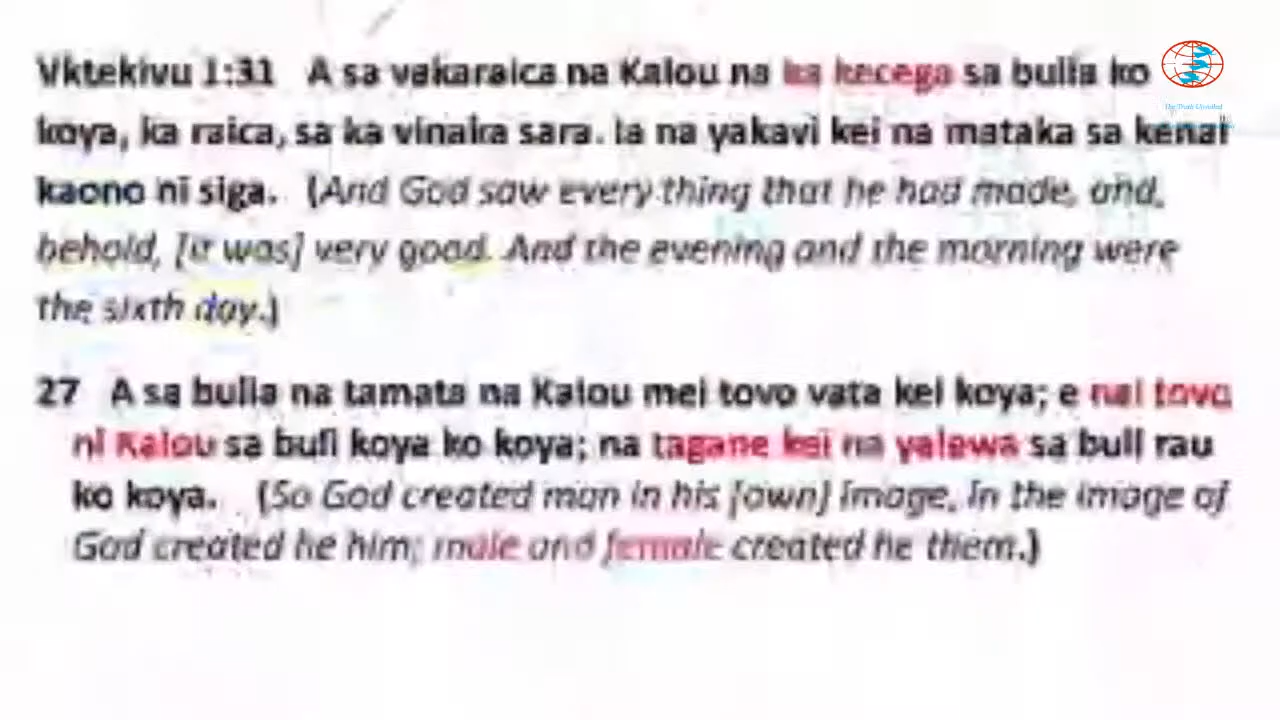 Vktekivu 1:31 A sa vakaraica na Kalou na ka kecega sa bulia ko
koya, ka raica, sa ka vinaka sara. Ia na yakavi kei na mataka sa kenai
kaono ni siga. (And God saw every thing that he had made, and,
behold, [it was] very good. And the evening and the morning were
the sixth day.)
27 A sa bulia na tamata na Kalou mei tovo vata kei koya; e nai tovo
ni Kalou sa buli koya ko koya; na tagane kei na yalewa sa buli rau
ko koya. (So God created man in his [own] image, in the image of
God created he him; male and female created he them.)
The Truth Unveiled